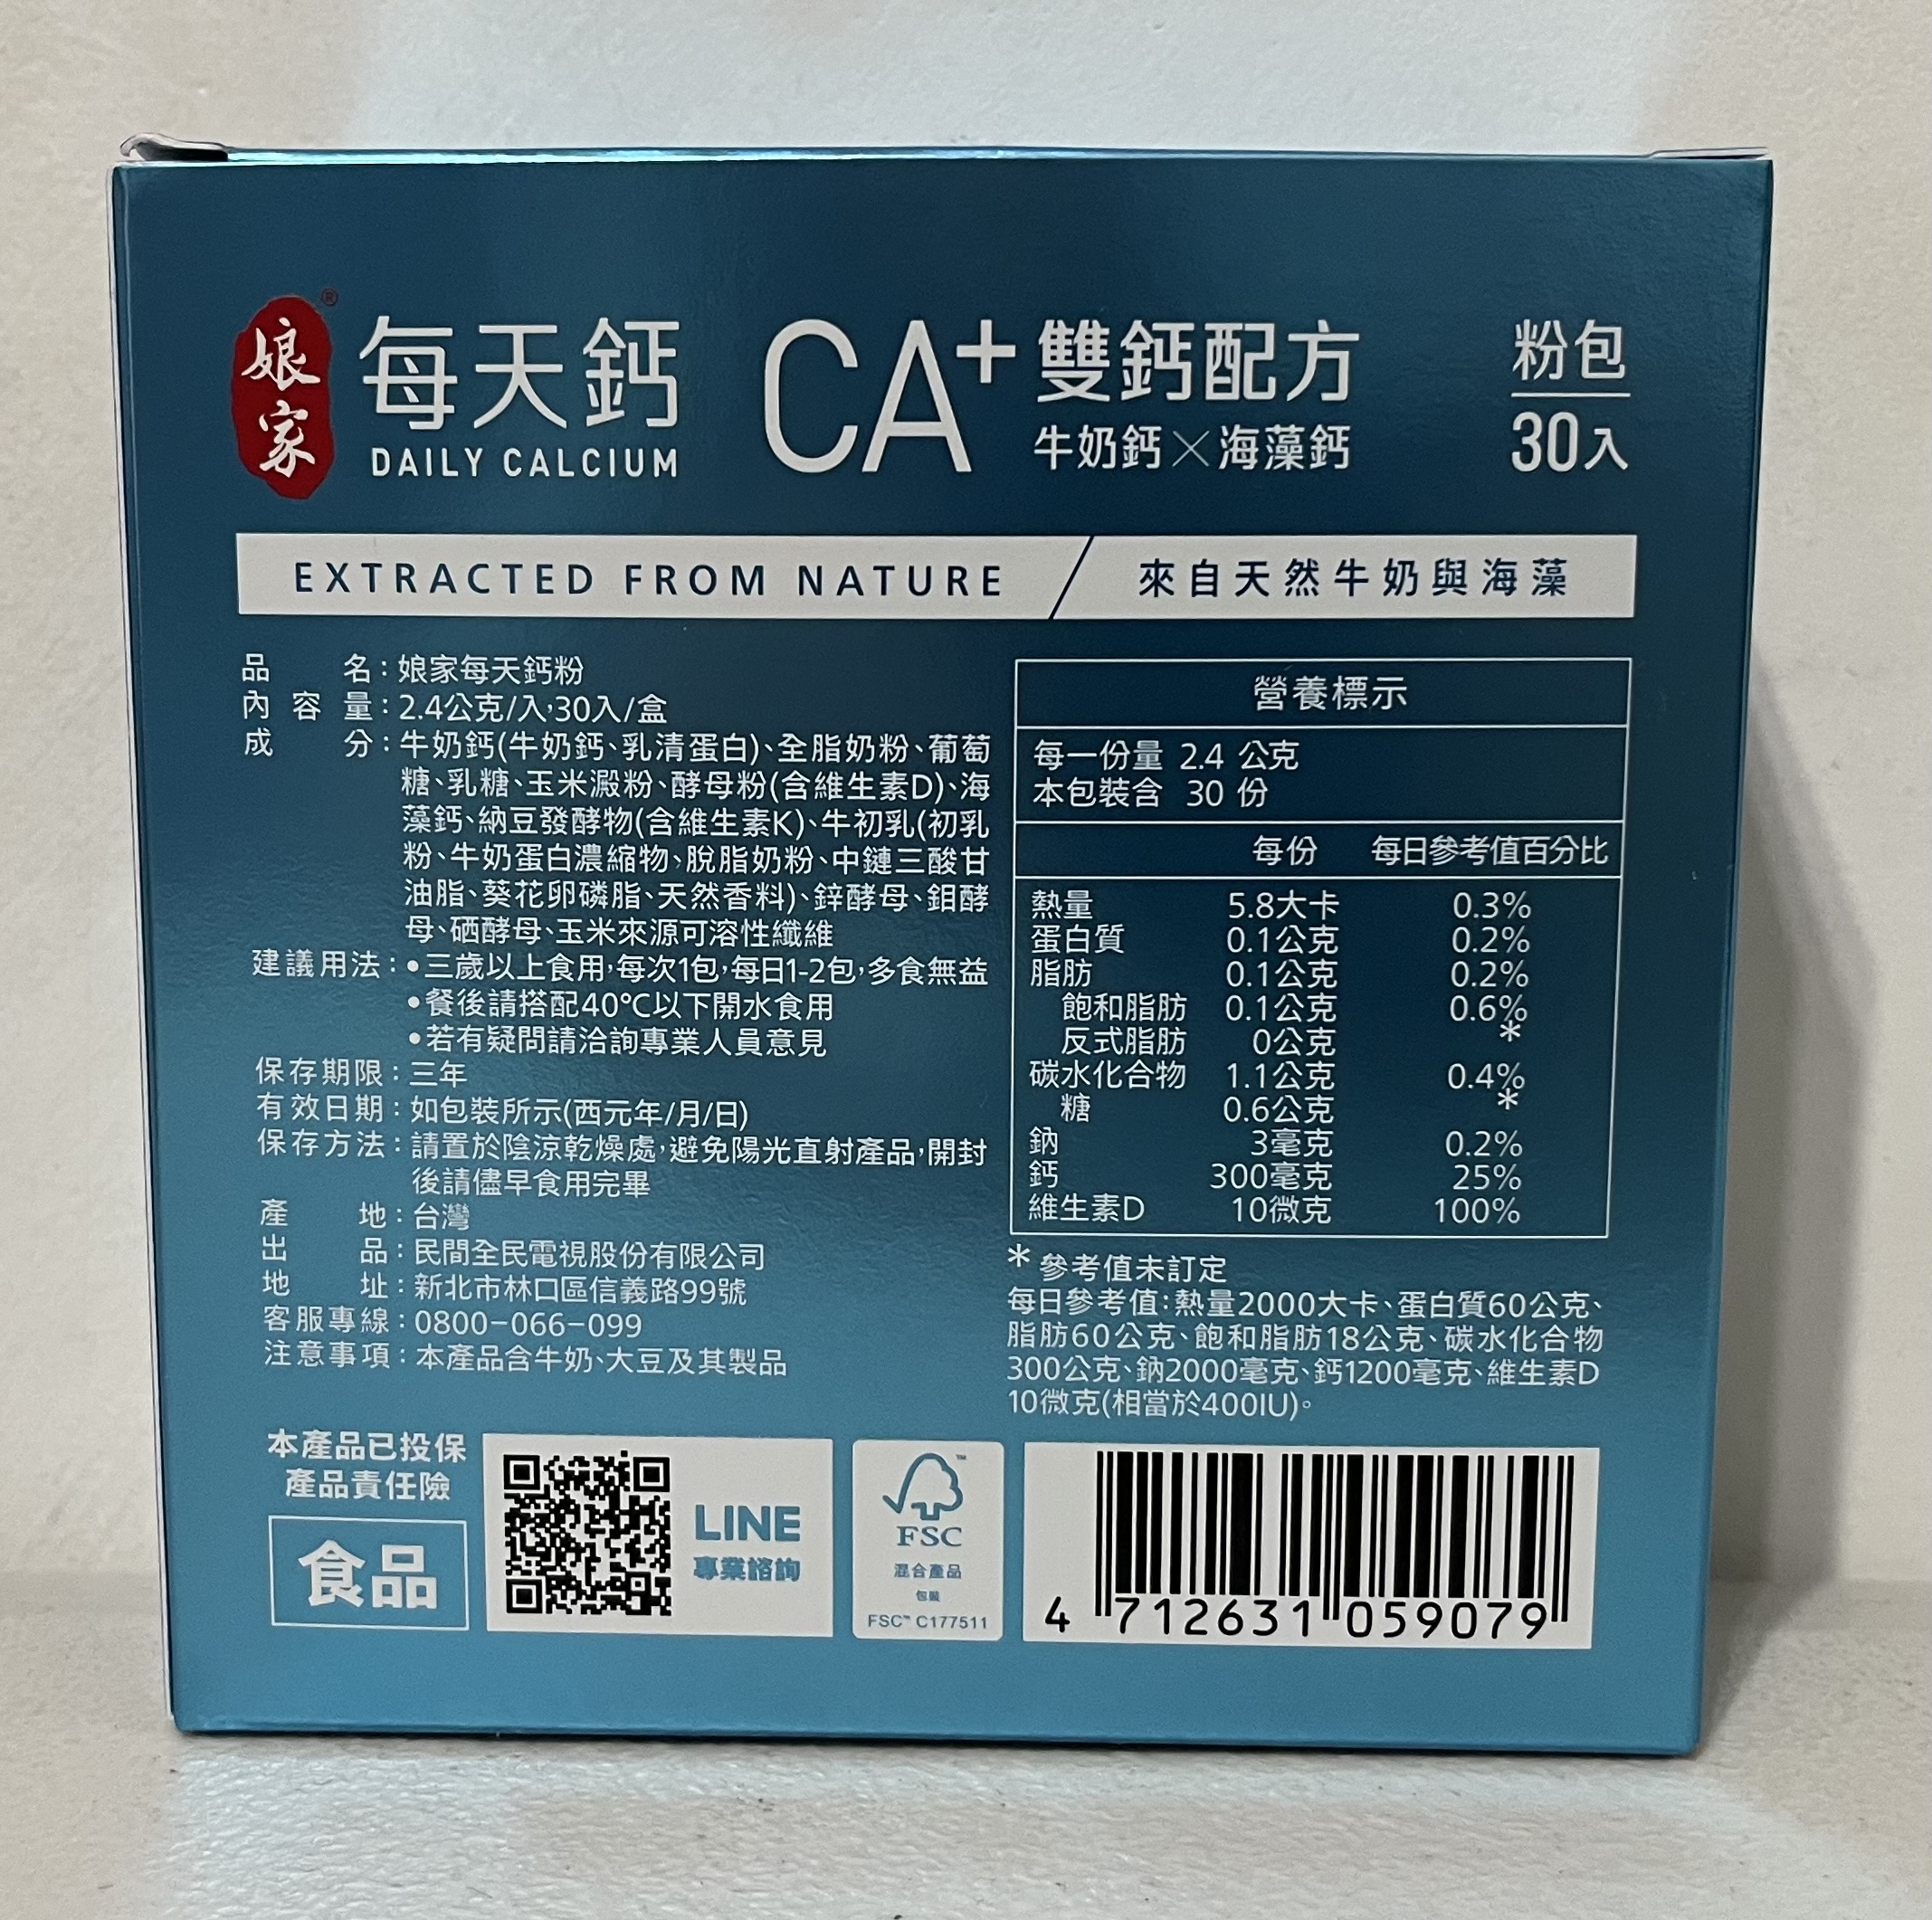 娘家®
每天鈣
DAILY CALCIUM
CA+
雙鈣配方
牛奶鈣×海藻鈣
粉包
30入
EXTRACTED FROM NATURE
來自天然牛奶與海藻
品名：娘家每天鈣粉
內容量：2.4公克/入，30入/盒
成分：牛奶鈣(牛奶鈣、乳清蛋白)、全脂奶粉、葡萄
糖、乳糖、玉米澱粉、酵母粉(含維生素D)、海
藻鈣、納豆發酵物(含維生素K)、牛初乳(初乳
粉、牛奶蛋白濃縮物、脫脂奶粉、中鏈三酸甘
油脂、葵花卵磷脂、天然香料)、鋅酵母、鉬酵
母、硒酵母、玉米來源可溶性纖維
建議用法：•三歲以上食用，每次1包，每日1-2包，多食無益
•餐後請搭配40℃以下開水食用
•若有疑問請洽詢專業人員意見
保存期限：三年
有效日期：如包裝所示(西元年/月/日)
保存方法：請置於陰涼乾燥處，避免陽光直射產品，開封
後請儘早食用完畢
產地：台灣
出品：民間全民電視股份有限公司
地址：新北市林口區信義路99號
客服專線：0800-066-099
注意事項：本產品含牛奶、大豆及其製品
營養標示
每一份量 2.4 公克
本包裝含 30 份
每份 每日參考值百分比
熱量 5.8大卡 0.3%
蛋白質 0.1公克 0.2%
脂肪 0.1公克 0.2%
飽和脂肪 0.1公克 0.6%
反式脂肪 0公克 *
碳水化合物 1.1公克 0.4%
糖 0.6公克 *
鈉 3毫克 0.2%
鈣 300毫克 25%
維生素D 10微克 100%
* 參考值未訂定
每日參考值：熱量2000大卡、蛋白質60公克、
脂肪60公克、飽和脂肪18公克、碳水化合物
300公克、鈉2000毫克、鈣1200毫克、維生素D
10微克(相當於400IU)。
本產品已投保
產品責任險
食品
LINE
專業諮詢
FSC
混合產品
包裝
FSC™ C177511
4 712631 059079